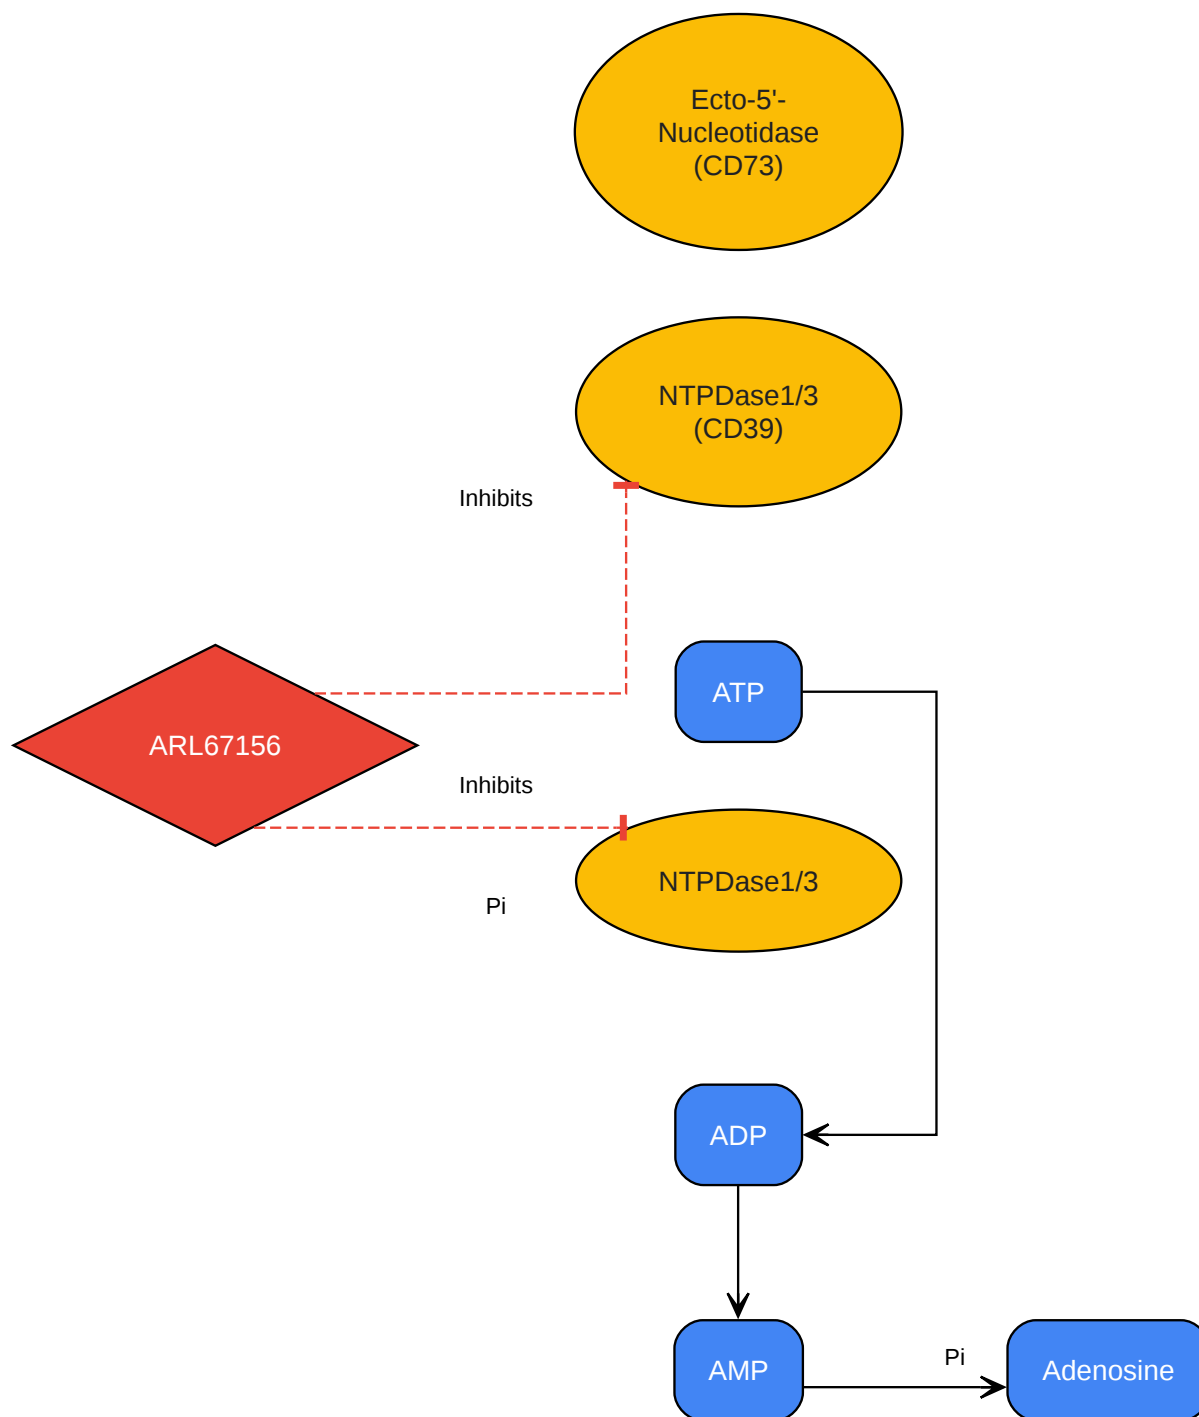 Ecto-5'-
Nucleotidase
(CD73)
NTPDase1/3
(CD39)
Inhibits
ATP
ARL67156
Inhibits
NTPDase1/3
Pi
ADP
AMP
Pi
Adenosine